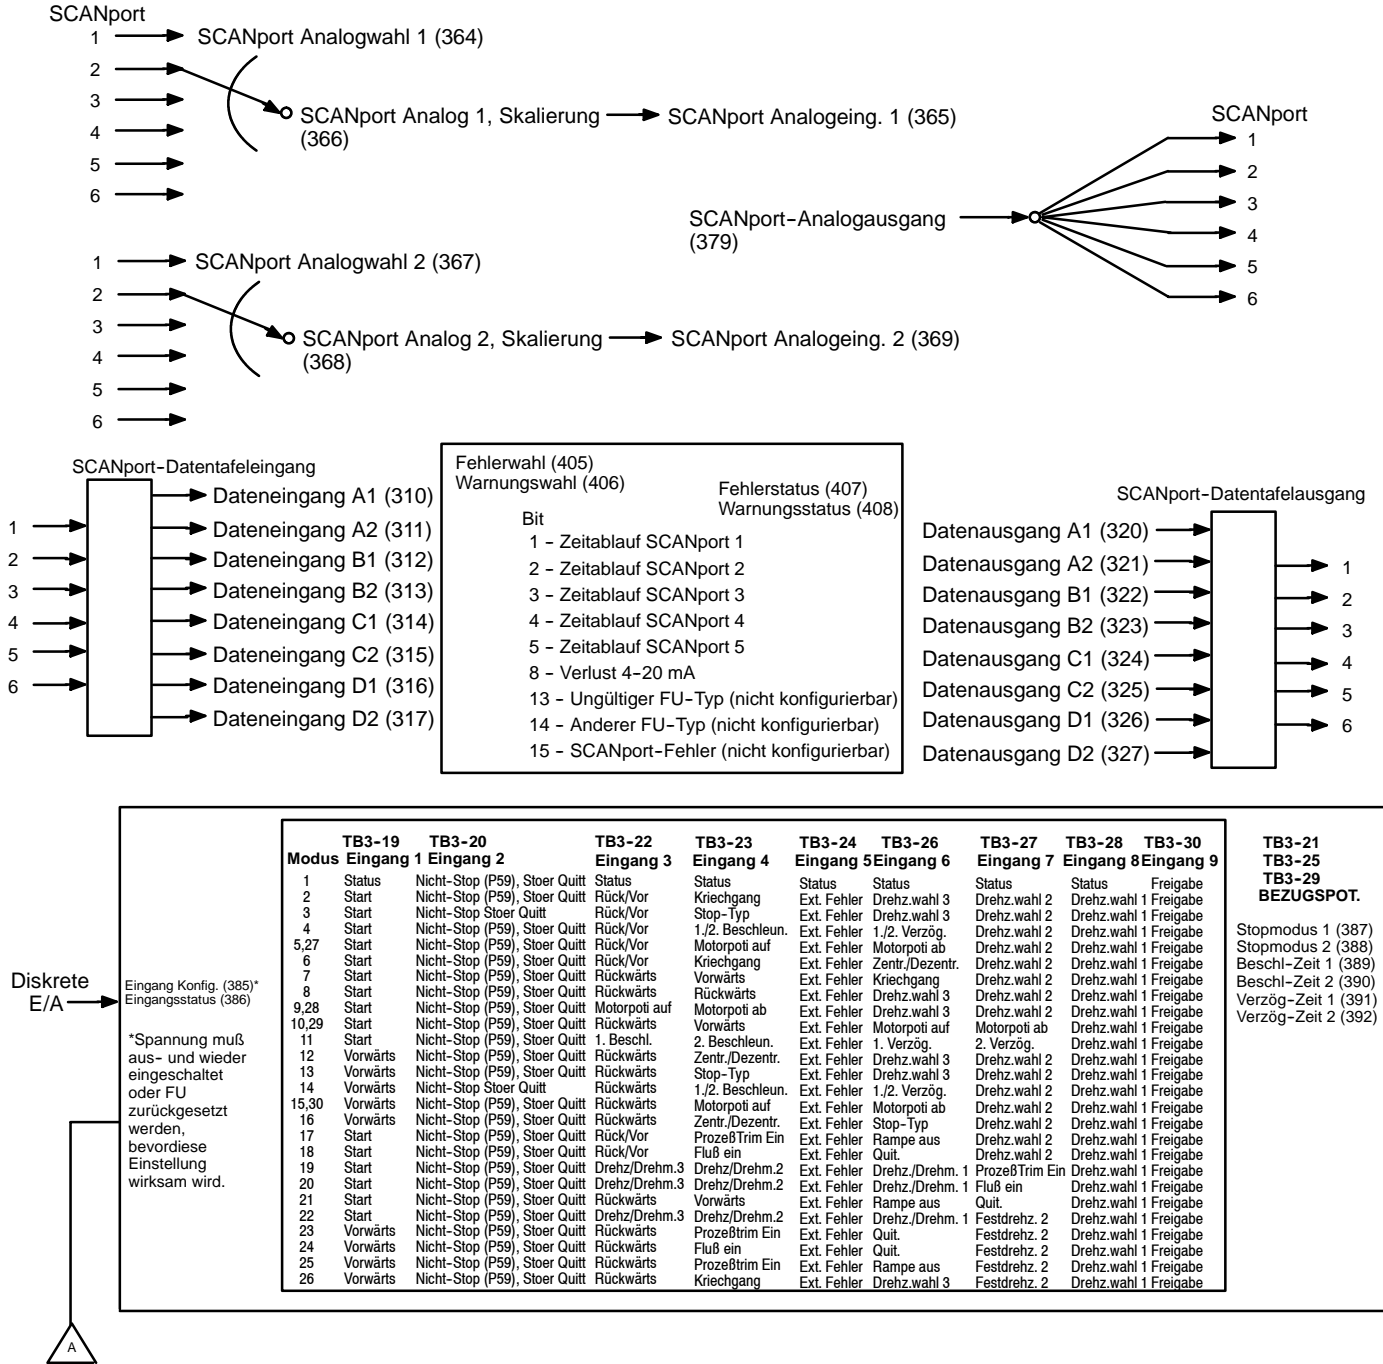 SCANport
1 SCANport Analogwahl 1 (364)
2
3
4
5
6
SCANport Analog 1, Skalierung
(366)
SCANport Analogeing. 1 (365)
SCANport-Analogausgang
(379)
SCANport
1
2
3
4
5
6
1 SCANport Analogwahl 2 (367)
2
3
4
5
6
SCANport Analog 2, Skalierung
(368)
SCANport Analogeing. 2 (369)
SCANport-Datentafeleingang
1
2
3
4
5
6
Dateneingang A1 (310)
Dateneingang A2 (311)
Dateneingang B1 (312)
Dateneingang B2 (313)
Dateneingang C1 (314)
Dateneingang C2 (315)
Dateneingang D1 (316)
Dateneingang D2 (317)
Fehlerwahl (405)
Warnungswahl (406)
Fehlerstatus (407)
Warnungsstatus (408)
Bit
1 - Zeitablauf SCANport 1
2 - Zeitablauf SCANport 2
3 - Zeitablauf SCANport 3
4 - Zeitablauf SCANport 4
5 - Zeitablauf SCANport 5
8 - Verlust 4-20 mA
13 - Ungültiger FU-Typ (nicht konfigurierbar)
14 - Anderer FU-Typ (nicht konfigurierbar)
15 - SCANport-Fehler (nicht konfigurierbar)
SCANport-Datentafelausgang
Datenausgang A1 (320)
Datenausgang A2 (321)
Datenausgang B1 (322)
Datenausgang B2 (323)
Datenausgang C1 (324)
Datenausgang C2 (325)
Datenausgang D1 (326)
Datenausgang D2 (327)
1
2
3
4
5
6
Diskrete
E/A
Eingang Konfig. (385)*
Eingangsstatus (386)
*Spannung muß
aus- und wieder
eingeschaltet
oder FU
zurückgesetzt
werden,
bevordiese
Einstellung
wirksam wird.
A
TB3-19 TB3-20 TB3-22 TB3-23 TB3-24 TB3-26 TB3-27 TB3-28 TB3-30
Modus Eingang 1 Eingang 2 Eingang 3 Eingang 4 Eingang 5 Eingang 6 Eingang 7 Eingang 8 Eingang 9
1 Status Nicht-Stop (P59), Stoer Quitt Status Status Status Status Status Status Freigabe
2 Start Nicht-Stop (P59), Stoer Quitt Rück/Vor Kriechgang Ext. Fehler Drehz.wahl 3 Drehz.wahl 2 Drehz.wahl 1 Freigabe
3 Start Nicht-Stop Stoer Quitt Rück/Vor Stop-Typ Ext. Fehler Drehz.wahl 3 Drehz.wahl 2 Drehz.wahl 1 Freigabe
4 Start Nicht-Stop (P59), Stoer Quitt Rück/Vor 1./2. Beschleun. Ext. Fehler 1./2. Verzög. Drehz.wahl 2 Drehz.wahl 1 Freigabe
5,27 Start Nicht-Stop (P59), Stoer Quitt Rück/Vor Motorpoti auf Ext. Fehler Motorpoti ab Drehz.wahl 2 Drehz.wahl 1 Freigabe
6 Start Nicht-Stop (P59), Stoer Quitt Rück/Vor Kriechgang Ext. Fehler Zentr./Dezentr. Drehz.wahl 2 Drehz.wahl 1 Freigabe
7 Start Nicht-Stop (P59), Stoer Quitt Rückwärts Vorwärts Ext. Fehler Kriechgang Drehz.wahl 2 Drehz.wahl 1 Freigabe
8 Start Nicht-Stop (P59), Stoer Quitt Rückwärts Rückwärts Ext. Fehler Drehz.wahl 3 Drehz.wahl 2 Drehz.wahl 1 Freigabe
9,28 Start Nicht-Stop (P59), Stoer Quitt Motorpoti auf Motorpoti ab Ext. Fehler Drehz.wahl 3 Drehz.wahl 2 Drehz.wahl 1 Freigabe
10,29 Start Nicht-Stop (P59), Stoer Quitt Rückwärts Vorwärts Ext. Fehler Motorpoti auf Motorpoti ab Drehz.wahl 1 Freigabe
11 Start Nicht-Stop (P59), Stoer Quitt 1. Beschl. 2. Beschleun. Ext. Fehler 1. Verzög. 2. Verzög. Drehz.wahl 1 Freigabe
12 Vorwärts Nicht-Stop (P59), Stoer Quitt Rückwärts Zentr./Dezentr. Ext. Fehler Drehz.wahl 3 Drehz.wahl 2 Drehz.wahl 1 Freigabe
13 Vorwärts Nicht-Stop (P59), Stoer Quitt Rückwärts Stop-Typ Ext. Fehler Drehz.wahl 3 Drehz.wahl 2 Drehz.wahl 1 Freigabe
14 Vorwärts Nicht-Stop Stoer Quitt Rückwärts 1./2. Beschleun. Ext. Fehler 1./2. Verzög. Drehz.wahl 2 Drehz.wahl 1 Freigabe
15,30 Vorwärts Nicht-Stop (P59), Stoer Quitt Rückwärts Motorpoti auf Ext. Fehler Motorpoti ab Drehz.wahl 2 Drehz.wahl 1 Freigabe
16 Vorwärts Nicht-Stop (P59), Stoer Quitt Rückwärts Zentr./Dezentr. Ext. Fehler Stop-Typ Drehz.wahl 2 Drehz.wahl 1 Freigabe
17 Start Nicht-Stop (P59), Stoer Quitt Rück/Vor ProzeßTrim Ein Ext. Fehler Rampe aus Drehz.wahl 2 Drehz.wahl 1 Freigabe
18 Start Nicht-Stop (P59), Stoer Quitt Rück/Vor Fluß ein Ext. Fehler Quit. Drehz.wahl 2 Drehz.wahl 1 Freigabe
19 Start Nicht-Stop (P59), Stoer Quitt Drehz/Drehm.3 Drehz/Drehm.2 Ext. Fehler Drehz./Drehm. 1 ProzeßTrim Ein Drehz.wahl 1 Freigabe
20 Start Nicht-Stop (P59), Stoer Quitt Drehz/Drehm.3 Drehz/Drehm.2 Ext. Fehler Drehz./Drehm. 1 Fluß ein Drehz.wahl 1 Freigabe
21 Start Nicht-Stop (P59), Stoer Quitt Rückwärts Vorwärts Ext. Fehler Rampe aus Quit. Drehz.wahl 1 Freigabe
22 Start Nicht-Stop (P59), Stoer Quitt Drehz/Drehm.3 Drehz/Drehm.2 Ext. Fehler Drehz./Drehm. 1 Festdrehz. 2 Drehz.wahl 1 Freigabe
23 Vorwärts Nicht-Stop (P59), Stoer Quitt Rückwärts Prozeßtrim Ein Ext. Fehler Quit. Festdrehz. 2 Drehz.wahl 1 Freigabe
24 Vorwärts Nicht-Stop (P59), Stoer Quitt Rückwärts Fluß ein Ext. Fehler Quit. Festdrehz. 2 Drehz.wahl 1 Freigabe
25 Vorwärts Nicht-Stop (P59), Stoer Quitt Rückwärts Prozeßtrim Ein Ext. Fehler Rampe aus Festdrehz. 2 Drehz.wahl 1 Freigabe
26 Vorwärts Nicht-Stop (P59), Stoer Quitt Rückwärts Kriechgang Ext. Fehler Drehz.wahl 3 Festdrehz. 2 Drehz.wahl 1 Freigabe
TB3-21
TB3-25
TB3-29
BEZUGSPOT.
Stopmodus 1 (387)
Stopmodus 2 (388)
Beschl-Zeit 1 (389)
Beschl-Zeit 2 (390)
Verzög-Zeit 1 (391)
Verzög-Zeit 2 (392)